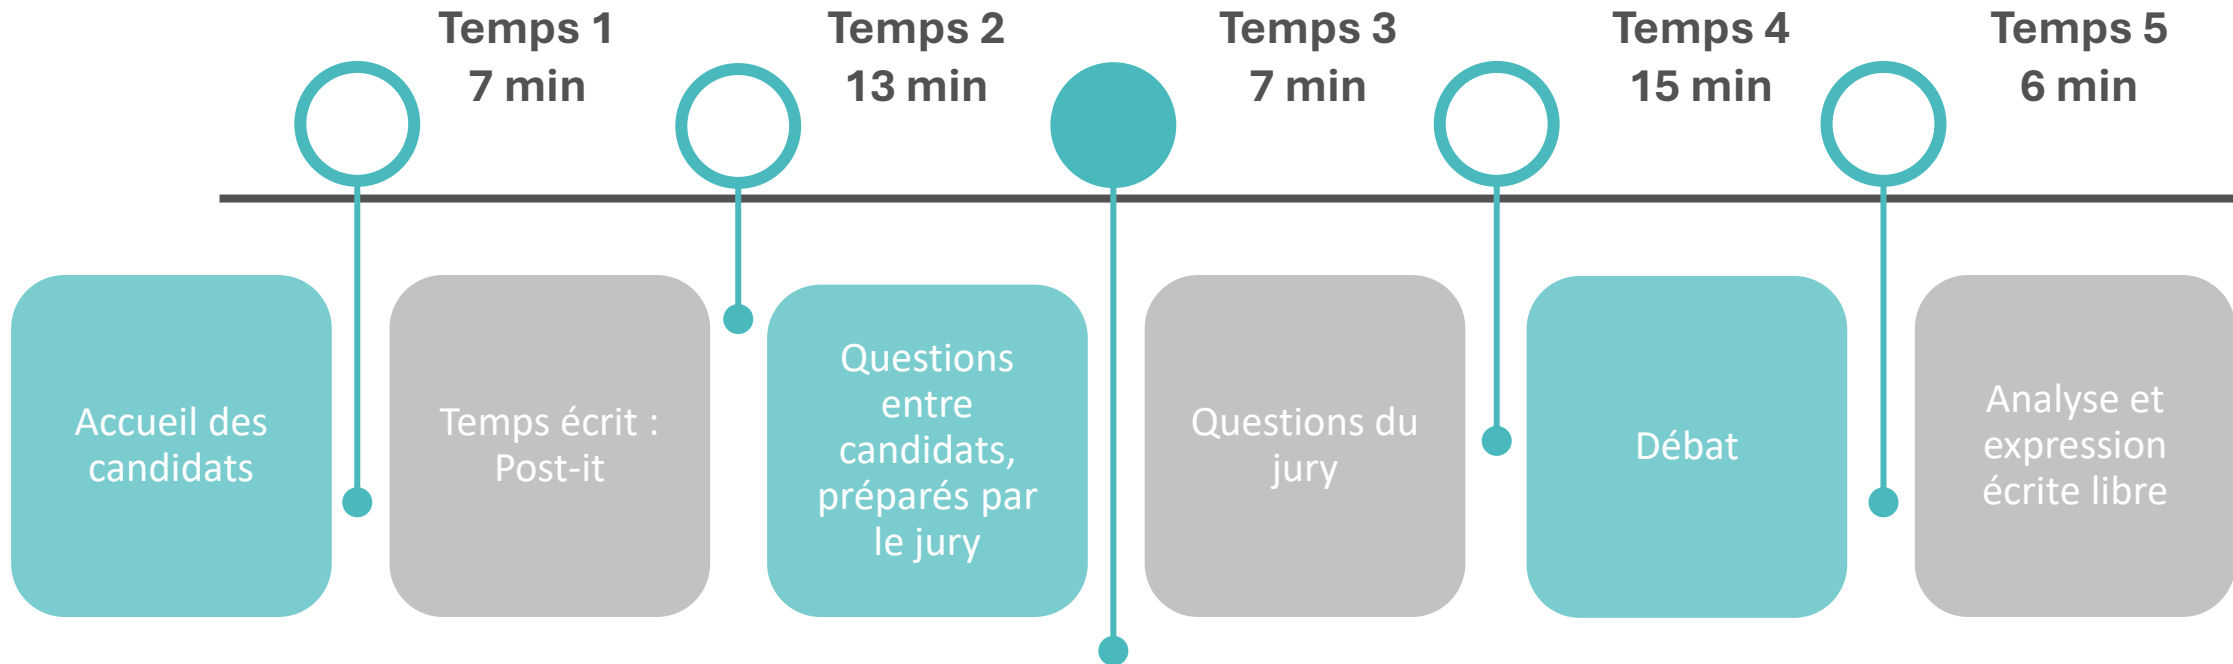 Temps 1
7 min
Temps 2
13 min
Temps 3
7 min
Temps 4
15 min
Temps 5
6 min
Accueil des
candidats
Temps écrit :
Post-it
Questions
entre
candidats,
préparés par
le jury
Questions du
jury
Débat
Analyse et
expression
écrite libre